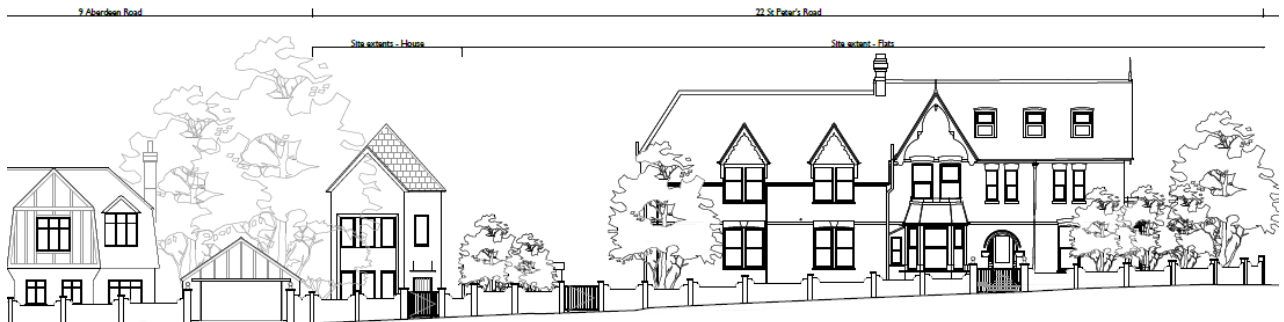 9 Aberdeen Road
22 St Peter's Road
Site extents - House
Site extent - Flats